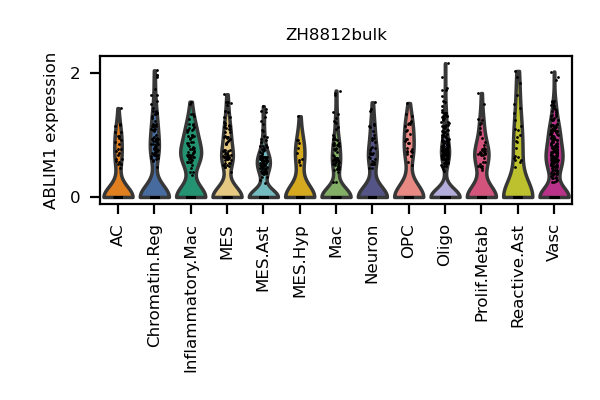 ZH8812bulk
ABLIM1 expression
2
0
AC
Chromatin.Reg
Inflammatory.Mac
MES
MES.Ast
MES.Hyp
Mac
Neuron
OPC
Oligo
Prolif.Metab
Reactive.Ast
Vasc